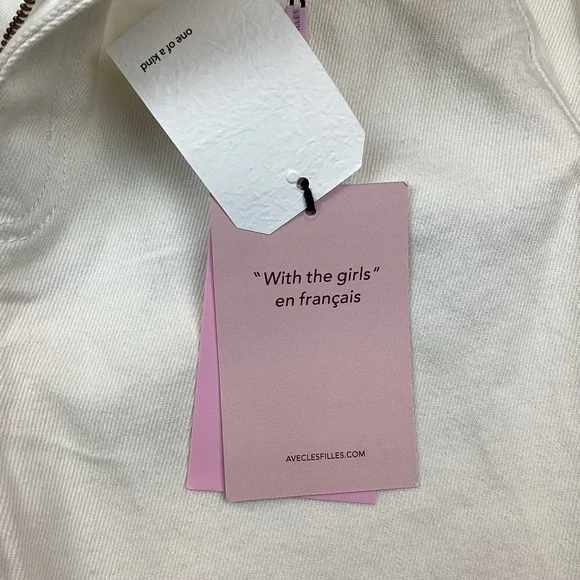 one of a kind
"With the girls"
en français
AVECLESFILLES.COM